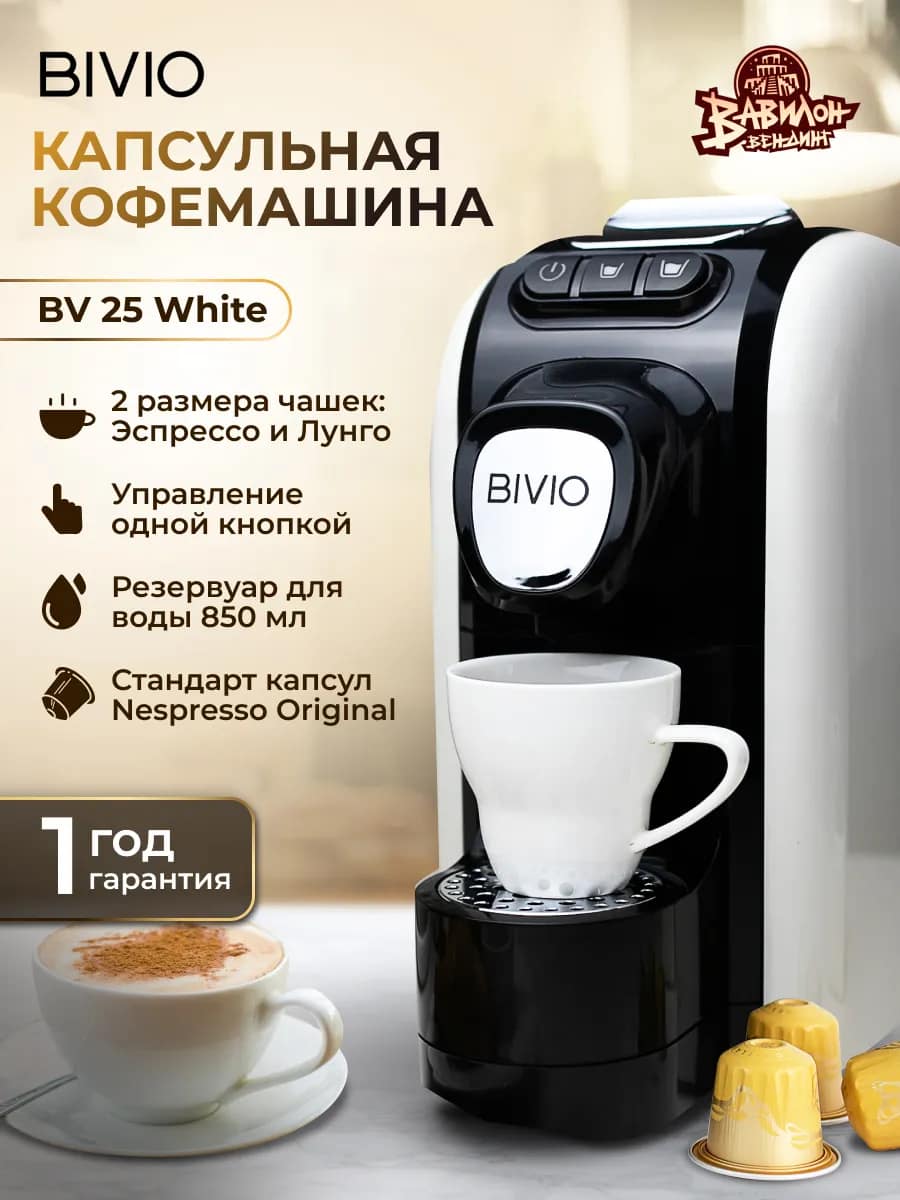 BIVIO
ВАВИЛОН
ВЕНДИНГ
КАПСУЛЬНАЯ
КОФЕМАШИНА
BV 25 White
2 размера чашек:
Эспрессо и Лунго
Управление
одной кнопкой
Резервуар для
воды 850 мл
Стандарт капсул
Nespresso Original
1 ГОД
гарантия
BIVIO